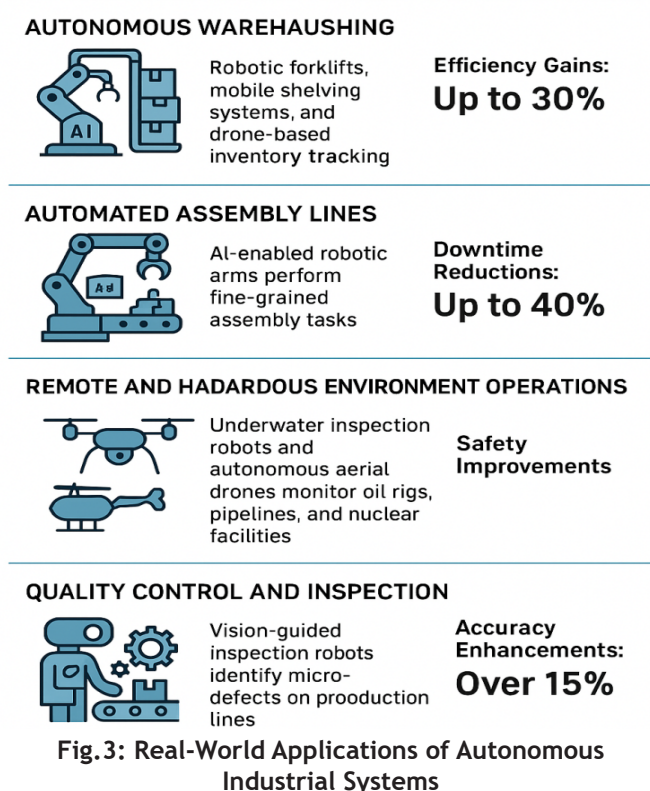 AUTONOMOUS WAREHAUSHING
AI
Robotic forklifts,
mobile shelving
systems, and
drone-based
inventory tracking
Efficiency Gains:
Up to 30%
AUTOMATED ASSEMBLY LINES
AI-enabled robotic
arms perform
fine-grained
assembly tasks
Downtime
Reductions:
Up to 40%
REMOTE AND HADARDOUS ENVIRONMENT OPERATIONS
Underwater inspection
robots and
autonomous aerial
drones monitor oil rigs,
pipelines, and nuclear
facilities
Safety
Improvements
QUALITY CONTROL AND INSPECTION
Vision-guided
inspection robots
identify micro-
defects on prooduction
lines
Accuracy
Enhancements:
Over 15%
Fig.3: Real-World Applications of Autonomous
Industrial Systems